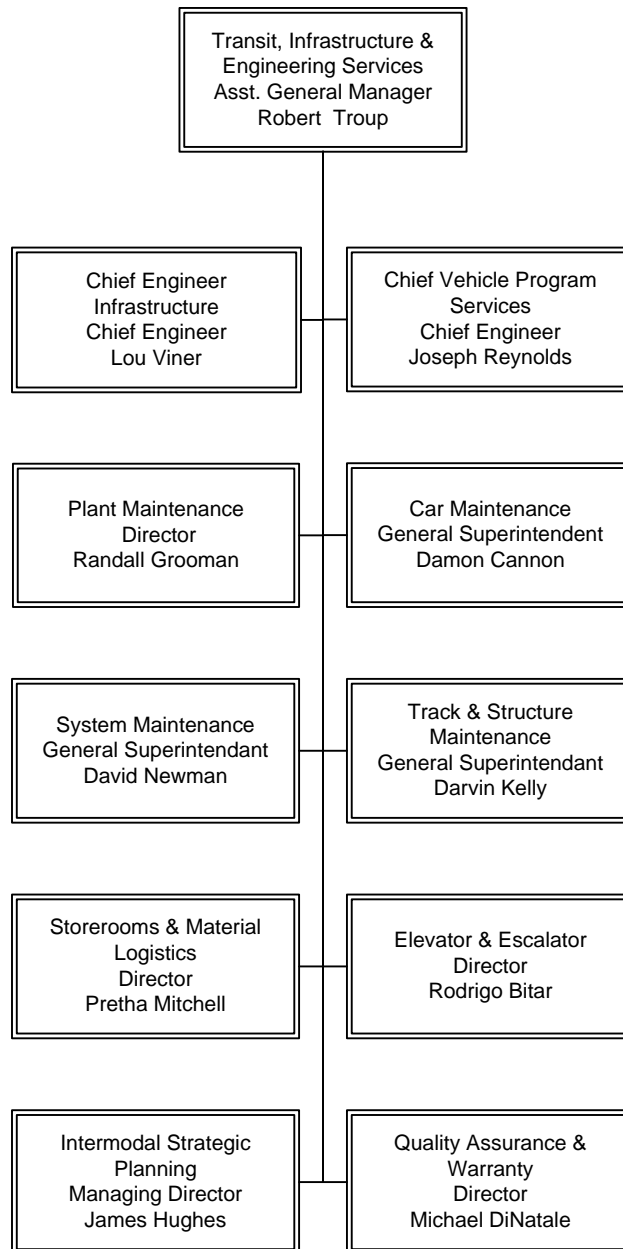 Transit, Infrastructure &
Engineering Services
Asst. General Manager
Robert Troup
Chief Engineer
Infrastructure
Chief Engineer
Lou Viner
Chief Vehicle Program
Services
Chief Engineer
Joseph Reynolds
Plant Maintenance
Director
Randall Grooman
Car Maintenance
General Superintendent
Damon Cannon
System Maintenance
General Superintendant
David Newman
Track & Structure
Maintenance
General Superintendant
Darvin Kelly
Storerooms & Material
Logistics
Director
Pretha Mitchell
Elevator & Escalator
Director
Rodrigo Bitar
Intermodal Strategic
Planning
Managing Director
James Hughes
Quality Assurance &
Warranty
Director
Michael DiNatale